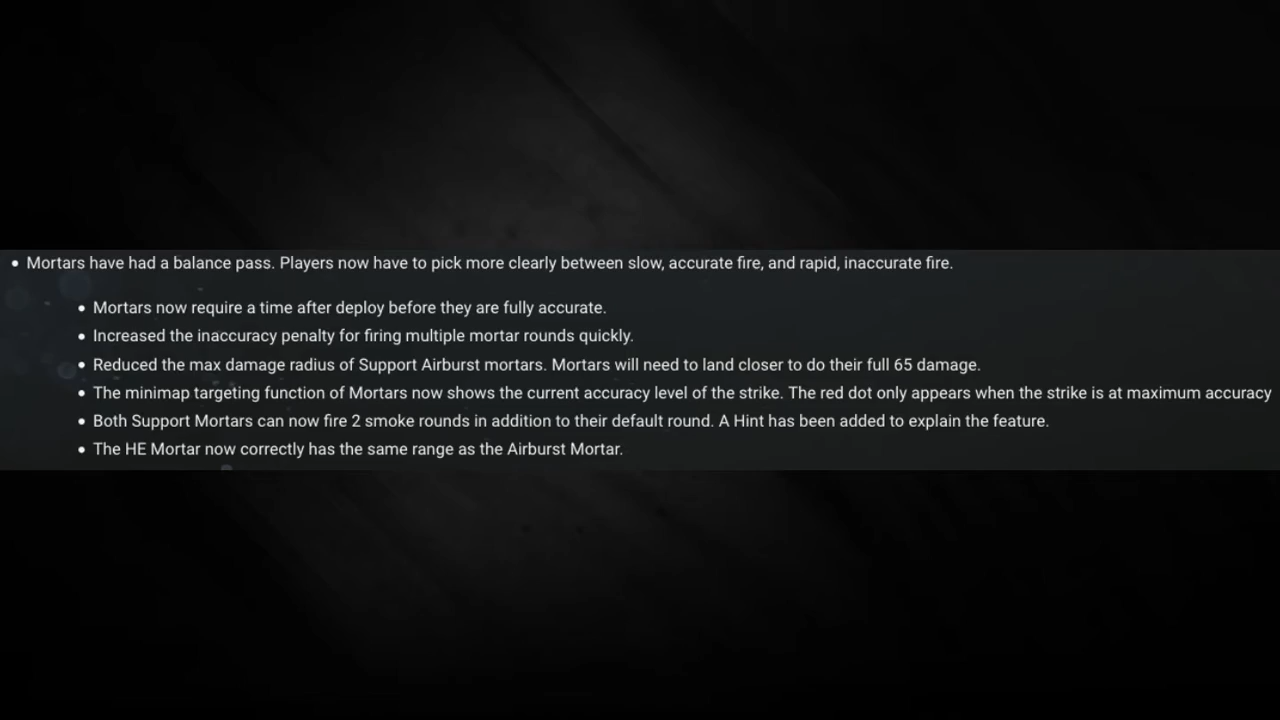 • Mortars have had a balance pass. Players now have to pick more clearly between slow, accurate fire, and rapid, inaccurate fire.
• Mortars now require a time after deploy before they are fully accurate.
• Increased the inaccuracy penalty for firing multiple mortar rounds quickly.
• Reduced the max damage radius of Support Airburst mortars. Mortars will need to land closer to do their full 65 damage.
• The minimap targeting function of Mortars now shows the current accuracy level of the strike. The red dot only appears when the strike is at maximum accuracy
• Both Support Mortars can now fire 2 smoke rounds in addition to their default round. A Hint has been added to explain the feature.
• The HE Mortar now correctly has the same range as the Airburst Mortar.